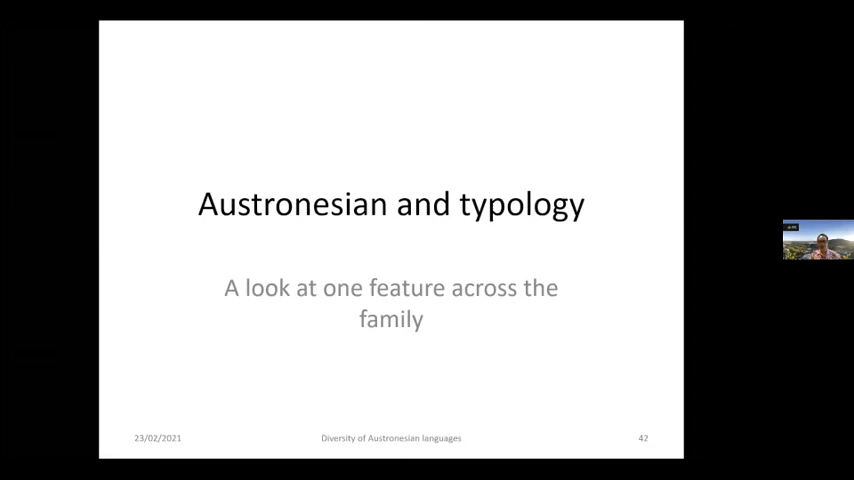 Austronesian and typology
A look at one feature across the
family
23/02/2021
Diversity of Austronesian languages
42